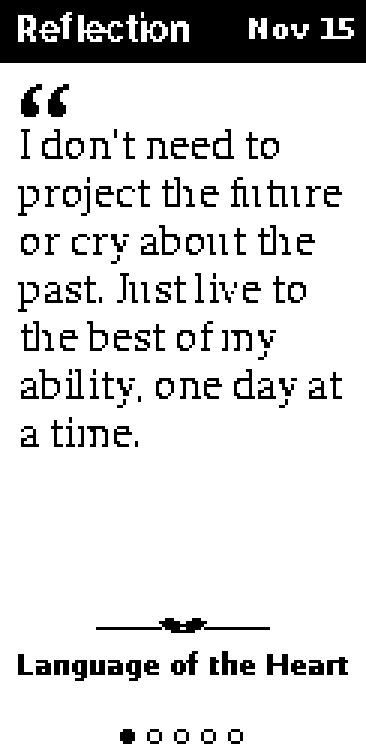 Reflection Nov 15
“
I don't need to
project the future
or cry about the
past. Just live to
the best of my
ability, one day at
a time.
Language of the Heart